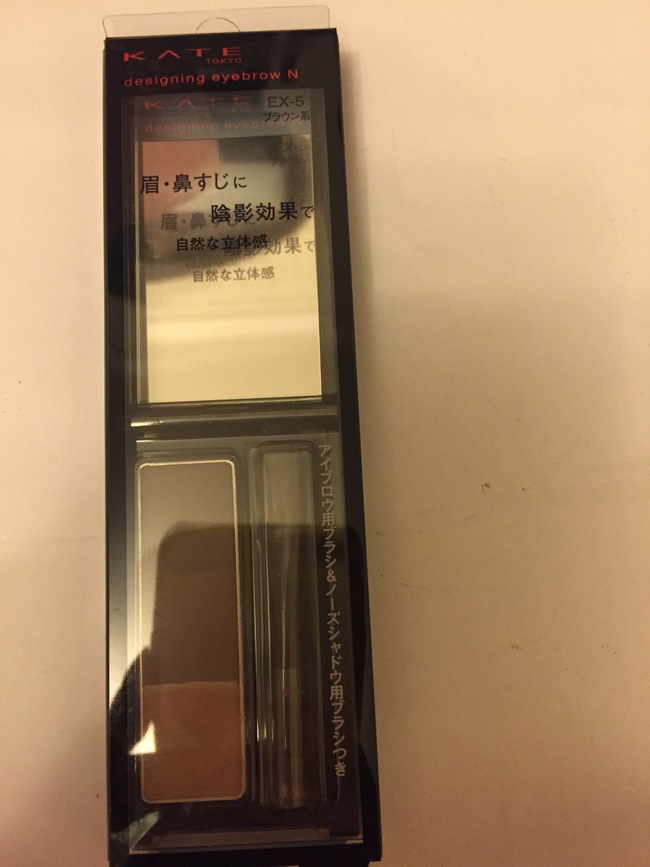 KATE
TOKYO
designing eyebrow N
EX-5
ブラウン系
眉・鼻すじに
陰影効果で
自然な立体感
アイブロウ用ブラシ&ノーズシャドウ用ブラシつき